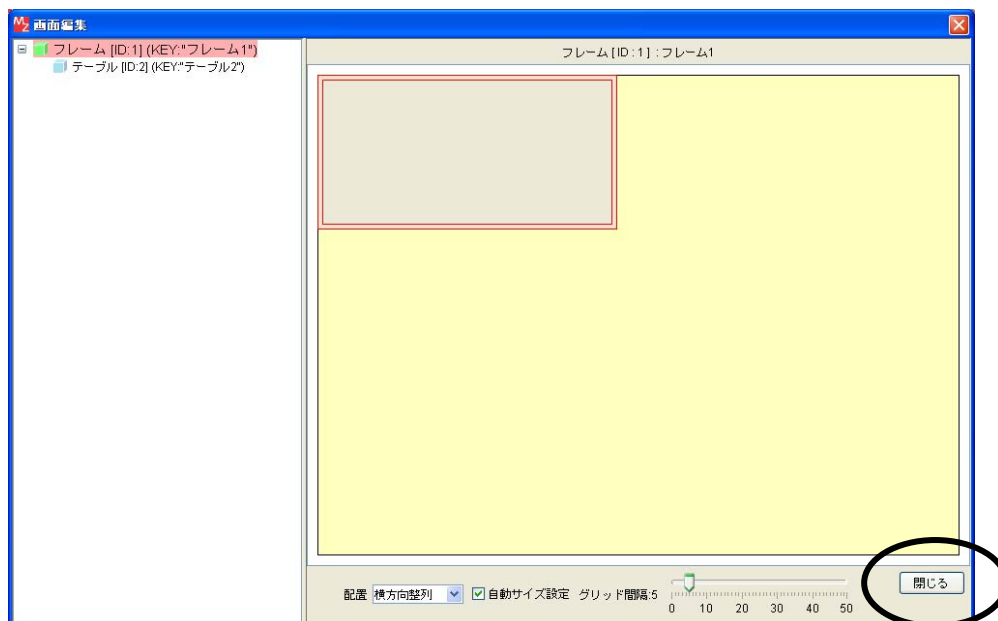 MZ 画面編集
フレーム [ID:1] (KEY:"フレーム1")
テーブル [ID:2] (KEY:"テーブル2")
フレーム [ID:1] : フレーム1
配置 横方向整列 自動サイズ設定 グリッド間隔:5
0 10 20 30 40 50
閉じる